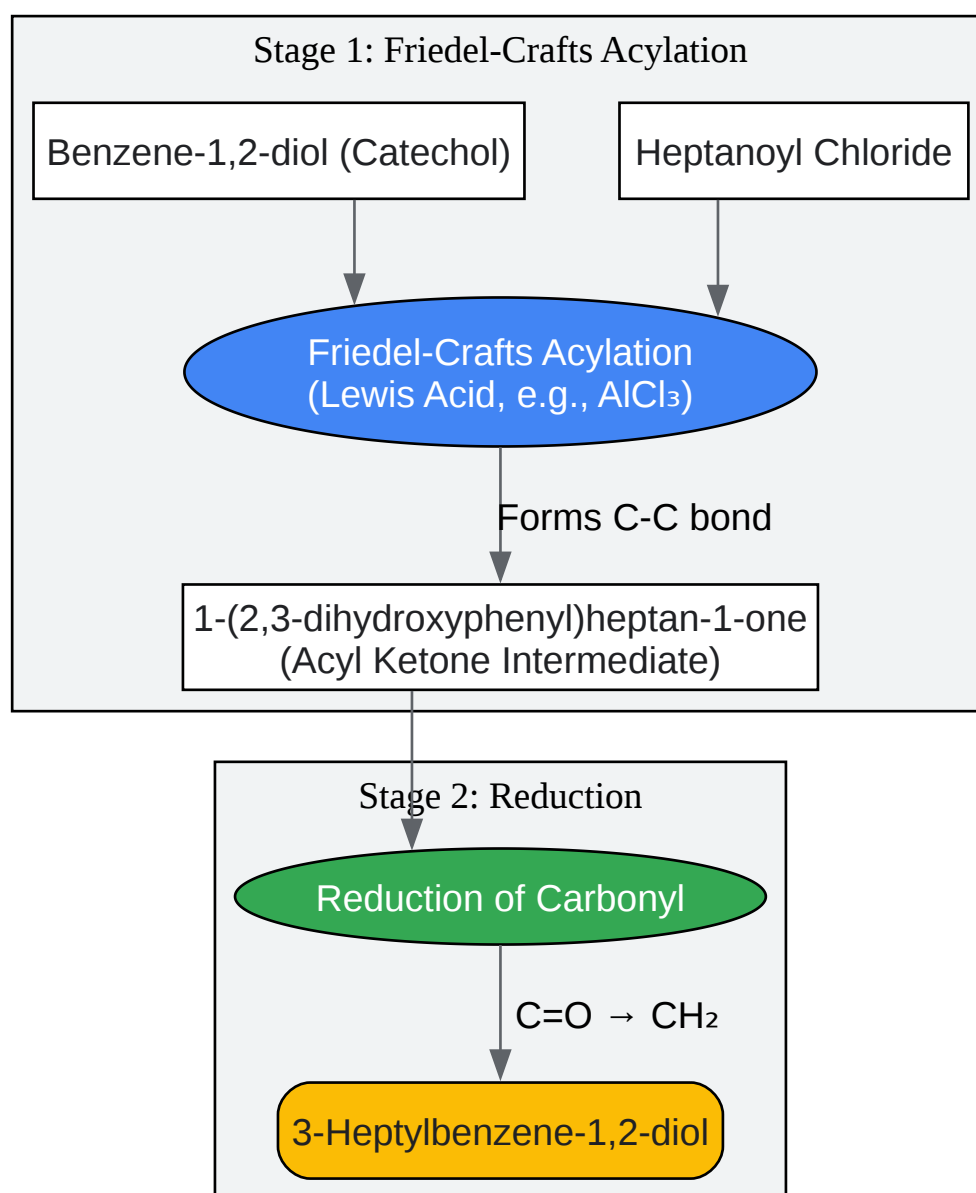 Stage 1: Friedel-Crafts Acylation
Benzene-1,2-diol (Catechol)
Heptanoyl Chloride
Friedel-Crafts Acylation
(Lewis Acid, e.g., AlCl₃)
Forms C-C bond
1-(2,3-dihydroxyphenyl)heptan-1-one
(Acyl Ketone Intermediate)
Stage 2: Reduction
Reduction of Carbonyl
C=O → CH₂
3-Heptylbenzene-1,2-diol